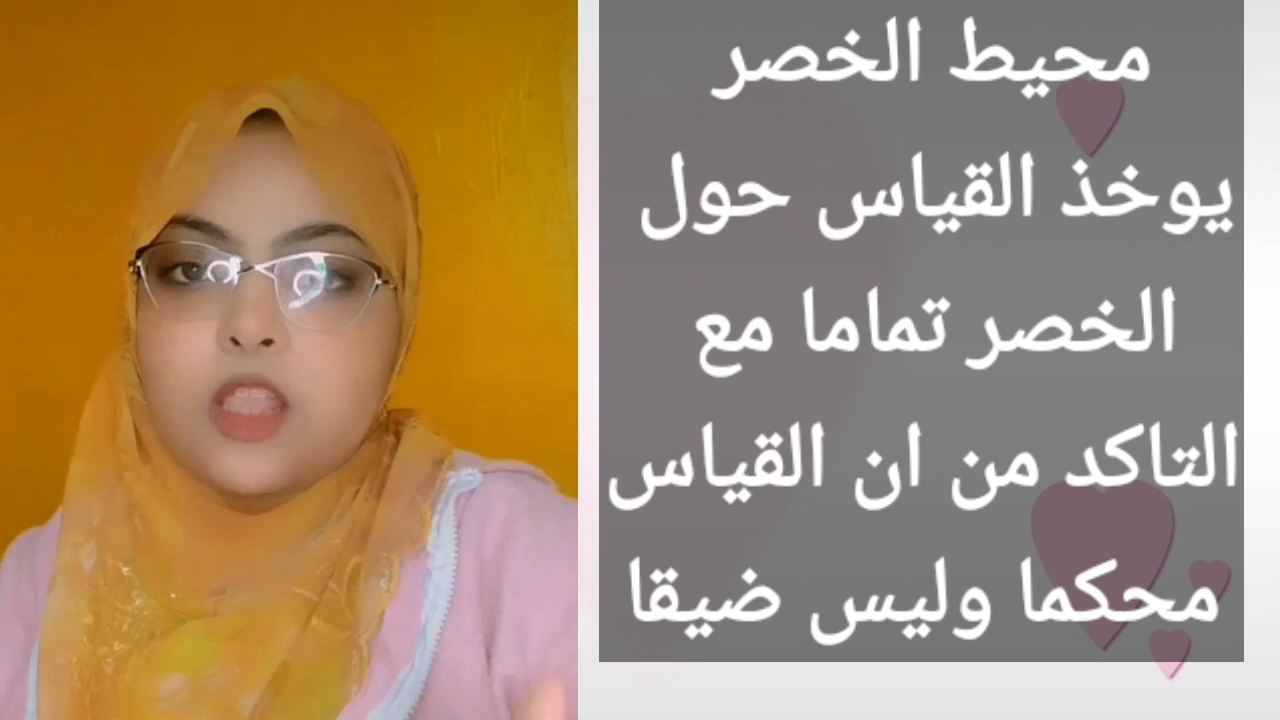 محيط الخصر
يوخذ القياس حول
الخصر تماما مع
التاكد من ان القياس
محكما وليس ضيقا